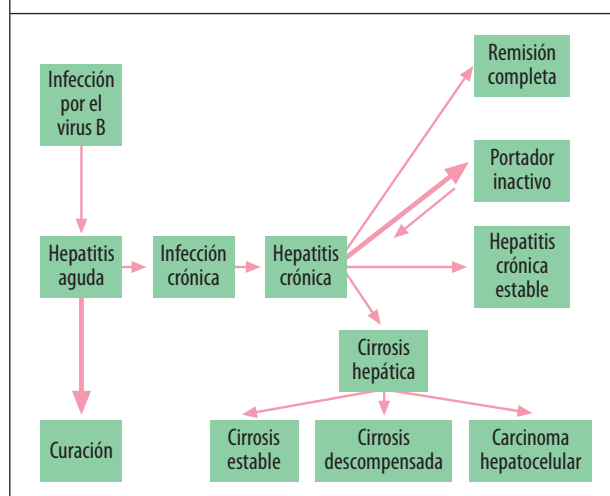 Infección
por el
virus B
Remisión
completa
Portador
inactivo
Hepatitis
aguda
Infección
crónica
Hepatitis
crónica
Hepatitis
crónica
estable
Cirrosis
hepática
Curación
Cirrosis
estable
Cirrosis
descompensada
Carcinoma
hepatocelular